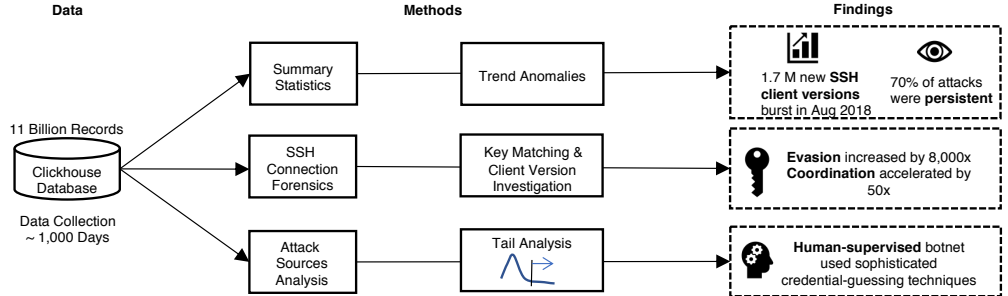 Data
Methods
Findings
11 Billion Records
Clickhouse
Database
Data Collection
~ 1,000 Days
Summary
Statistics
Trend Anomalies
1.7 M new SSH
client versions
burst in Aug 2018
70% of attacks
were persistent
SSH
Connection
Forensics
Key Matching &
Client Version
Investigation
Evasion increased by 8,000x
Coordination accelerated by
50x
Attack
Sources
Analysis
Tail Analysis
Human-supervised botnet
used sophisticated
credential-guessing techniques